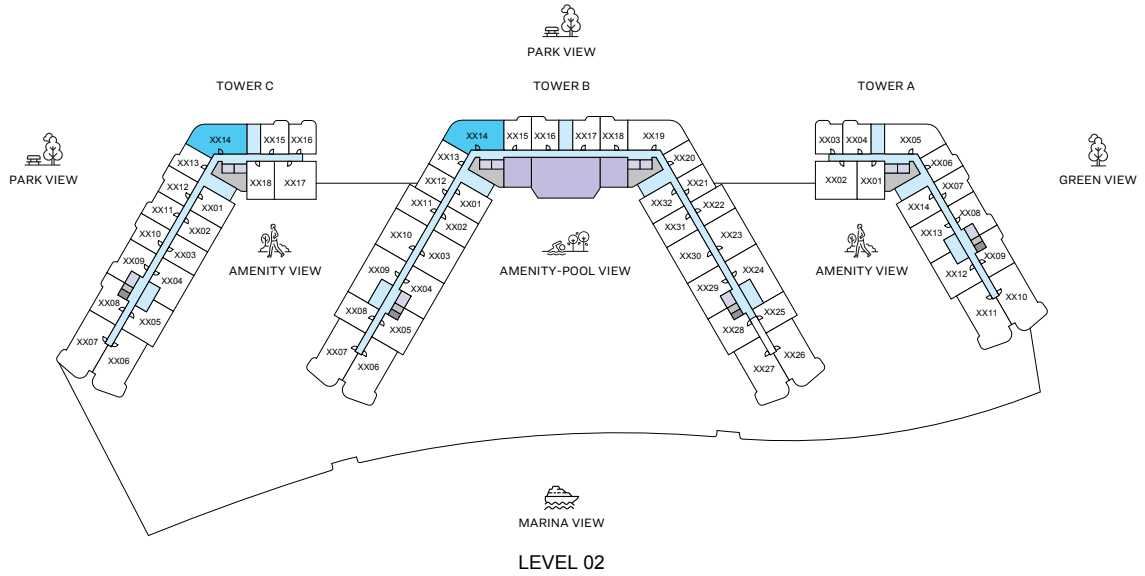 PARK VIEW
TOWER C
TOWER B
TOWER A
PARK VIEW
GREEN VIEW
XX14
XX15
XX16
XX13
XX12
XX11
XX10
XX09
XX08
XX07
XX06
XX05
XX04
XX03
XX02
XX01
XX18
XX17
XX14
XX15
XX16
XX17
XX18
XX19
XX13
XX12
XX11
XX10
XX09
XX08
XX07
XX06
XX05
XX04
XX03
XX02
XX01
XX20
XX21
XX22
XX23
XX24
XX25
XX26
XX27
XX28
XX29
XX30
XX31
XX32
XX03
XX04
XX05
XX02
XX01
XX06
XX07
XX08
XX09
XX10
XX11
XX12
XX13
XX14
AMENITY VIEW
AMENITY-POOL VIEW
AMENITY VIEW
MARINA VIEW
LEVEL 02